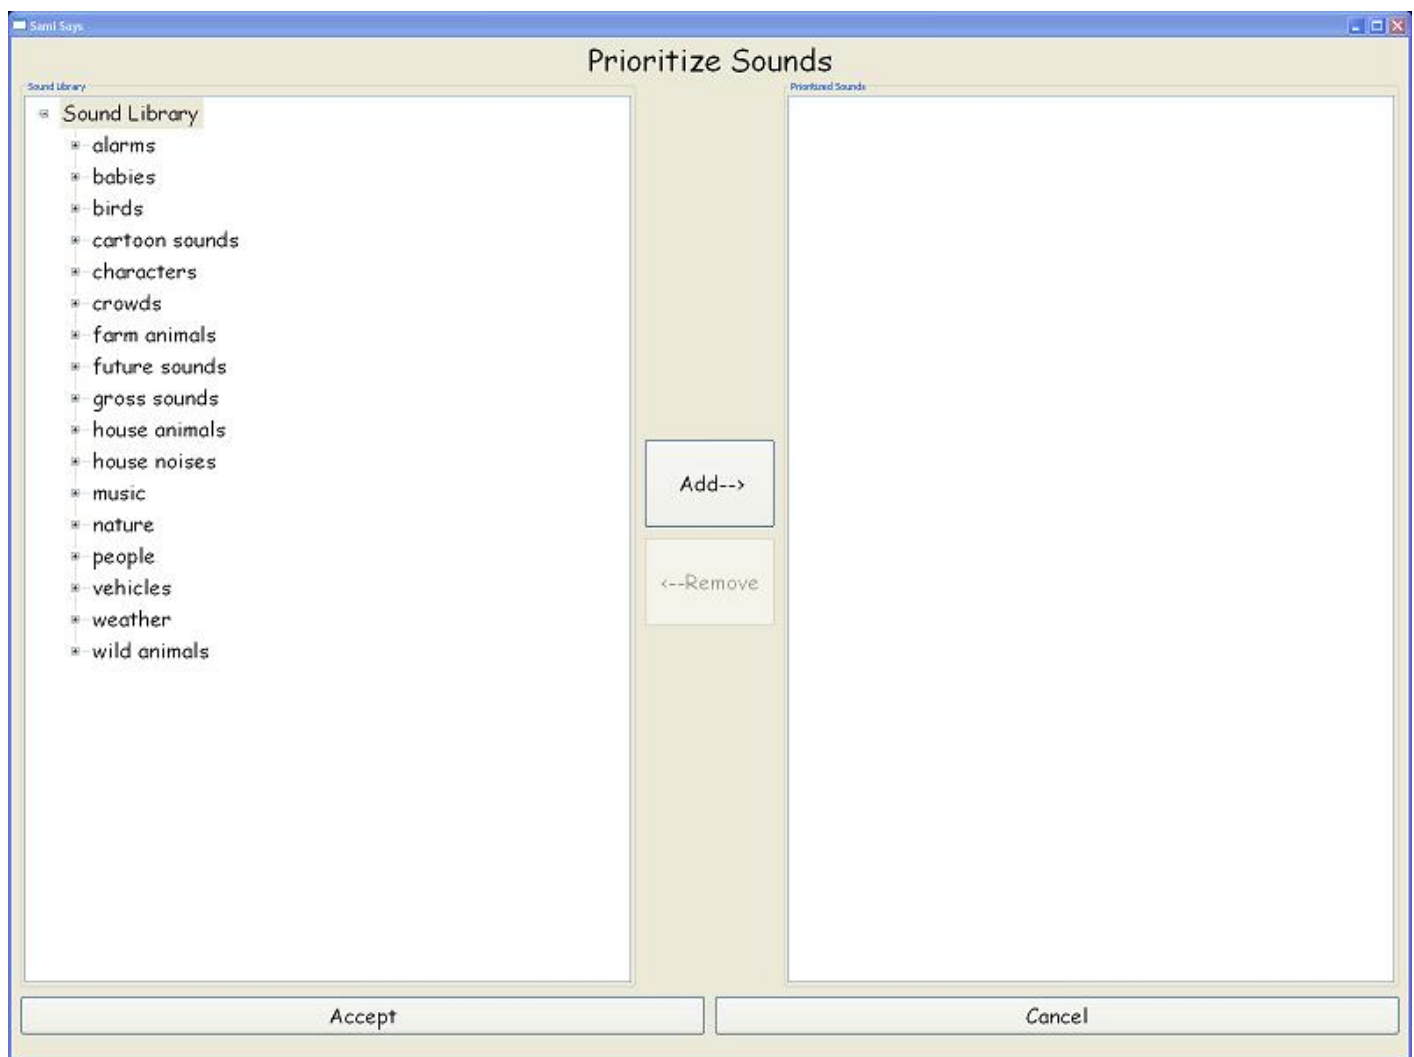 Sami Says
Prioritize Sounds
Sound Library
Sound Library
alarms
babies
birds
cartoon sounds
characters
crowds
farm animals
future sounds
gross sounds
house animals
house noises
music
nature
people
vehicles
weather
wild animals
Add-->
<--Remove
Prioritized Sounds
Accept
Cancel